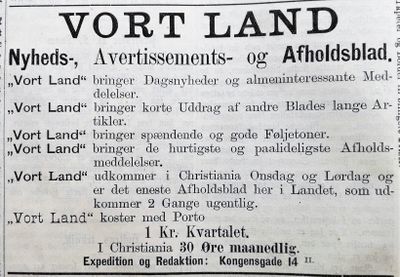 VORT LAND
Nyheds-, Avertissements- og Afholdsblad.
„Vort Land“ bringer Dagsnyheder og almeninteressante Med-
delelser.
„Vort Land“ bringer korte Uddrag af andre Blades lange Ar-
tikler.
„Vort Land“ bringer spændende og gode Føljetoner.
„Vort Land“ bringer de hurtigste og paalideligste Afholds-
meddelelser.
„Vort Land“ udkommer i Christiania Onsdag og Lørdag og
er det eneste Afholdsblad her i Landet, som ud-
kommer 2 Gange ugentlig.
„Vort Land“ koster med Porto
1 Kr. Kvartalet.
I Christiania 30 Øre maanedlig.
Expedition og Redaktion: Kongensgade 14 II.